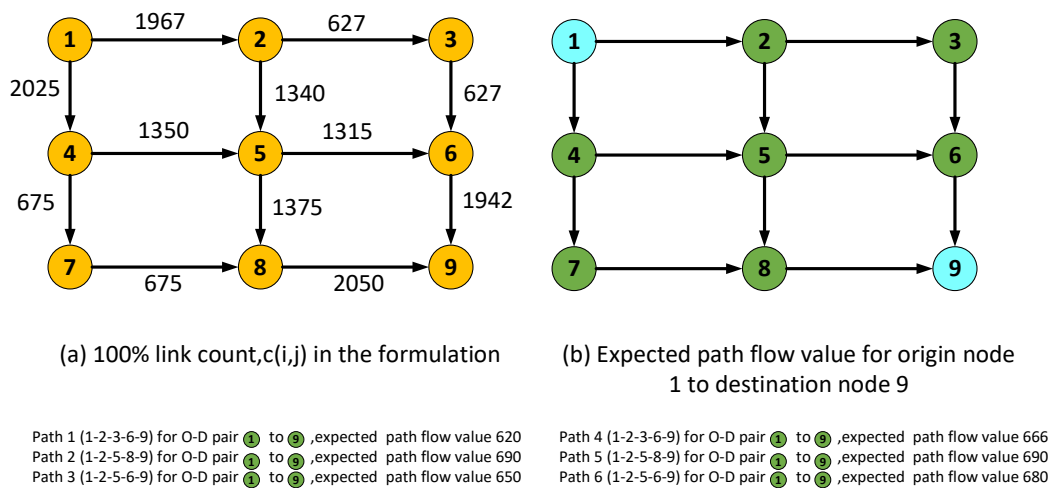 1 1967 2 627 3
2025 1340 627
4 1350 5 1315 6
675 1375 1942
7 675 8 2050 9
1 2 3
4 5 6
7 8 9
(a) 100% link count,c(i,j) in the formulation
(b) Expected path flow value for origin node
1 to destination node 9
Path 1 (1-2-3-6-9) for O-D pair 1 to 9 ,expected path flow value 620
Path 2 (1-2-5-8-9) for O-D pair 1 to 9 ,expected path flow value 690
Path 3 (1-2-5-6-9) for O-D pair 1 to 9 ,expected path flow value 650
Path 4 (1-2-3-6-9) for O-D pair 1 to 9 ,expected path flow value 666
Path 5 (1-2-5-8-9) for O-D pair 1 to 9 ,expected path flow value 690
Path 6 (1-2-5-6-9) for O-D pair 1 to 9 ,expected path flow value 680